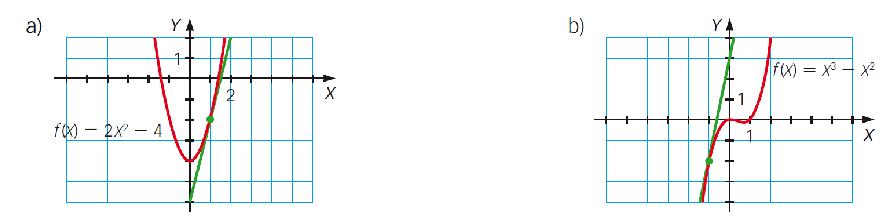 a)
Y
1
2
X
f(x) = 2x² – 4
b)
Y
f(x) = x³ – x²
1
1
X